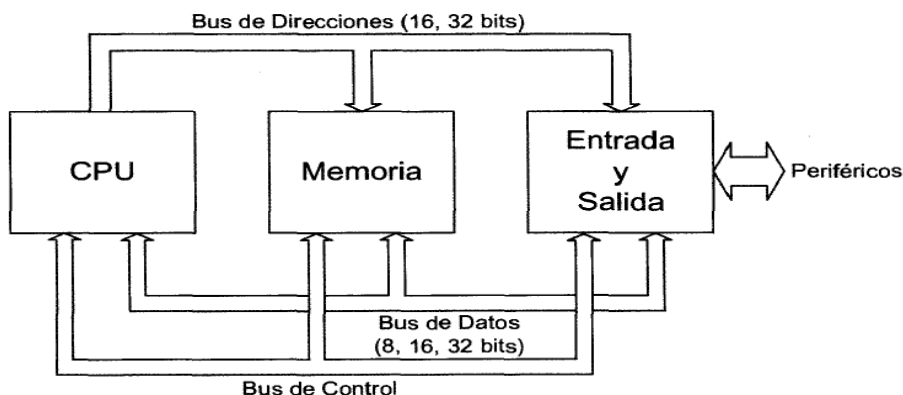 Bus de Direcciones (16, 32 bits)
CPU
Memoria
Entrada
y
Salida
Periféricos
Bus de Datos
(8, 16, 32 bits)
Bus de Control